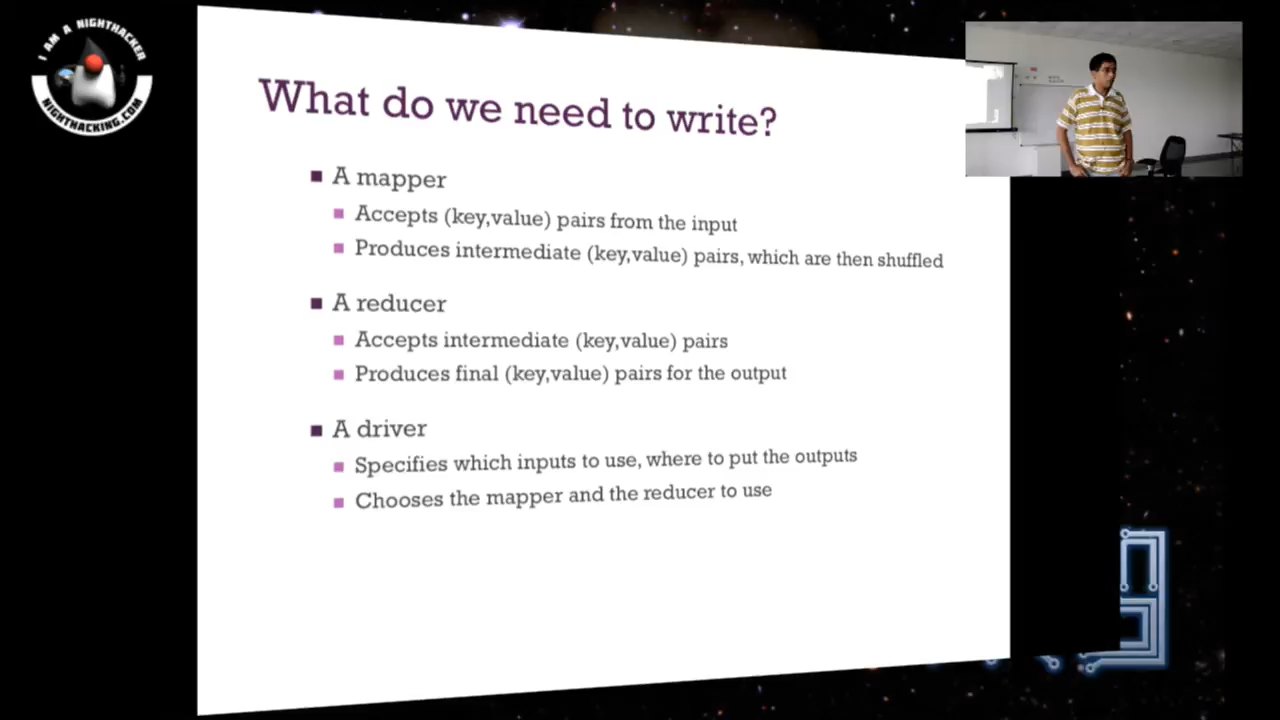 I AM A NIGHTHACKER
NIGHTHACKING.COM
What do we need to write?
A mapper
Accepts (key,value) pairs from the input
Produces intermediate (key,value) pairs, which are then shuffled
A reducer
Accepts intermediate (key,value) pairs
Produces final (key,value) pairs for the output
A driver
Specifies which inputs to use, where to put the outputs
Chooses the mapper and the reducer to use
g